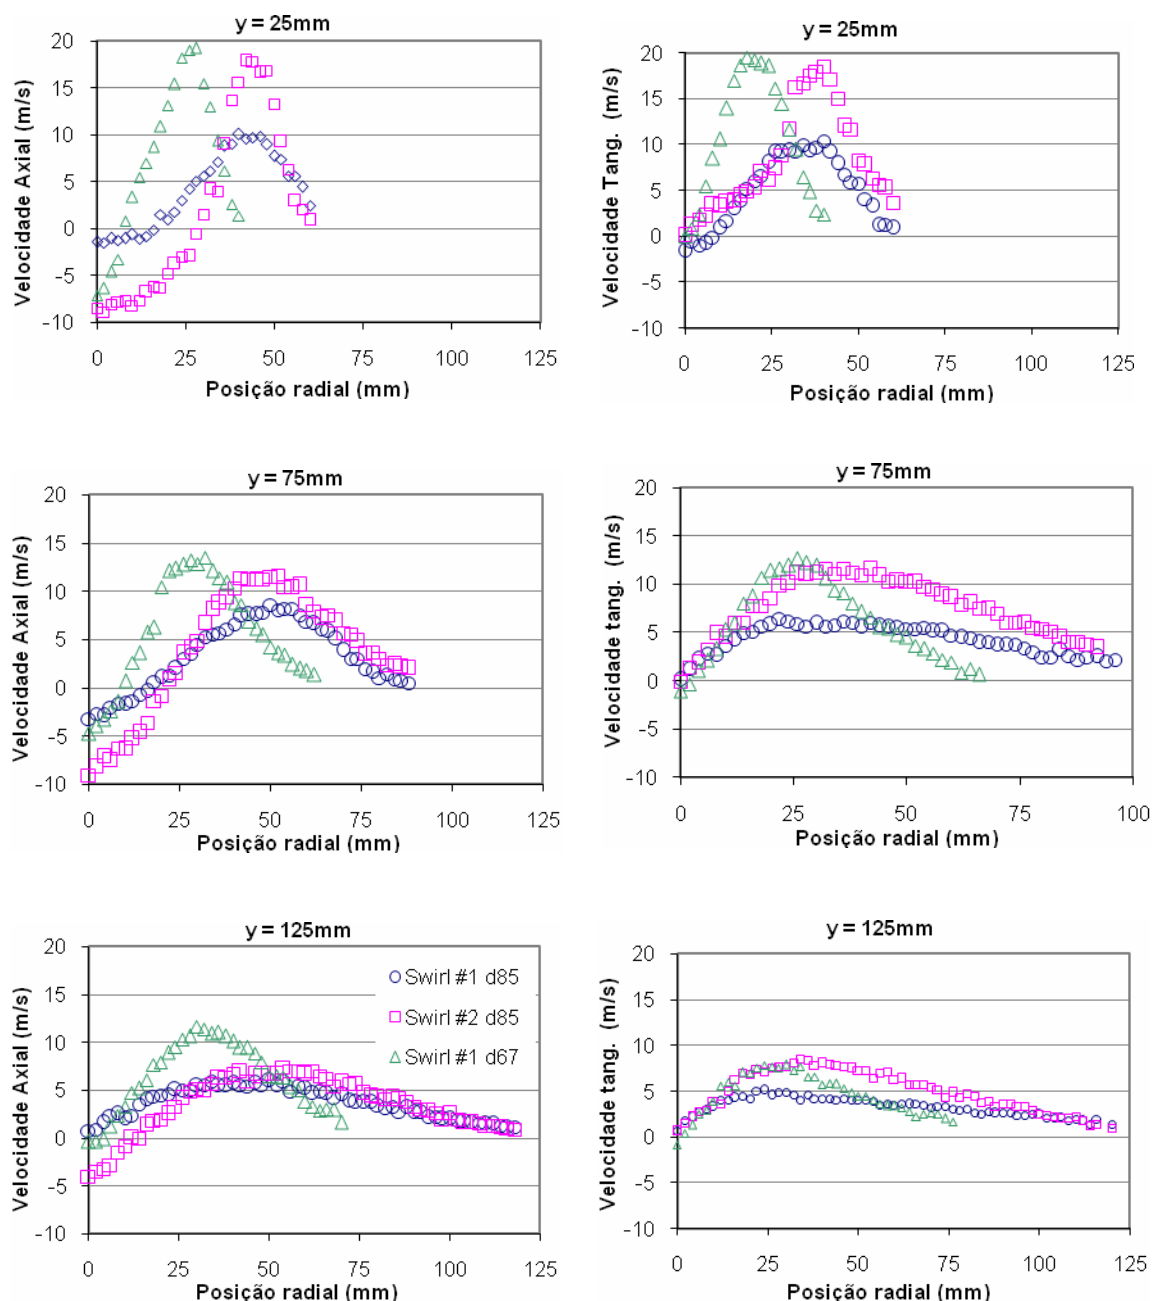 y = 25mm
20
15
10
5
0
-5
-10
Velocidade Axial (m/s)
0 25 50 75 100 125
Posição radial (mm)
y = 25mm
20
15
10
5
0
-5
-10
Velocidade Tang. (m/s)
0 25 50 75 100 125
Posição radial (mm)
y = 75mm
20
15
10
5
0
-5
-10
Velocidade Axial (m/s)
0 25 50 75 100 125
Posição radial (mm)
y = 75mm
20
15
10
5
0
-5
-10
Velocidade tang. (m/s)
0 25 50 75 100
Posição radial (mm)
y = 125mm
20
15
10
5
0
-5
-10
Velocidade Axial (m/s)
Swirl #1 d85
Swirl #2 d85
Swirl #1 d67
0 25 50 75 100 125
Posição radial (mm)
y = 125mm
20
15
10
5
0
-5
-10
Velocidade tang. (m/s)
0 25 50 75 100 125
Posição radial (mm)